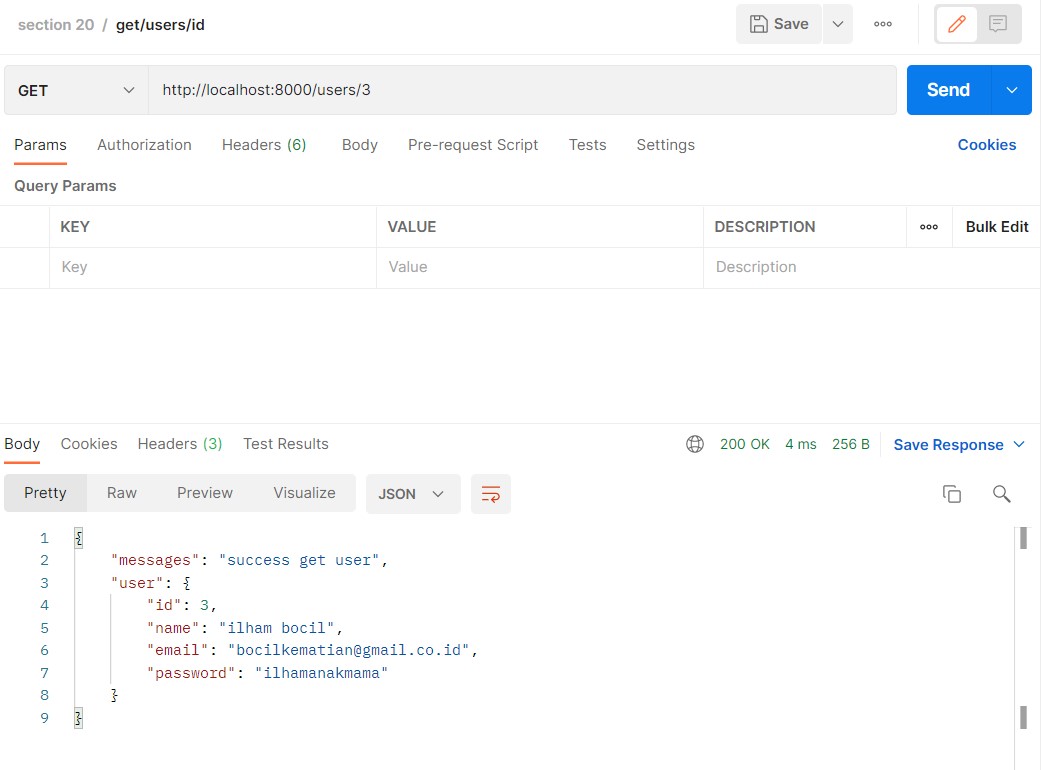 section 20 / get/users/id
Save
GET
http://localhost:8000/users/3
Send
Params Authorization Headers (6) Body Pre-request Script Tests Settings Cookies
Query Params
KEY VALUE DESCRIPTION Bulk Edit
Key Value Description
Body Cookies Headers (3) Test Results 200 OK 4 ms 256 B Save Response
Pretty Raw Preview Visualize JSON
1 {
2 "messages": "success get user",
3 "user": {
4 "id": 3,
5 "name": "ilham bocil",
6 "email": "bocilkematian@gmail.co.id",
7 "password": "ilhamanakmama"
8 }
9 }